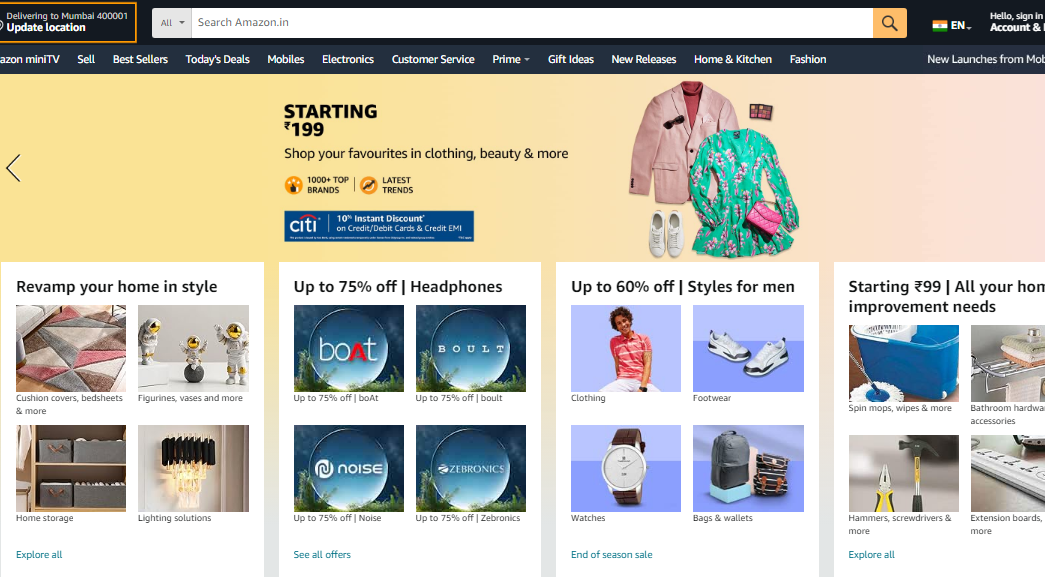 Delivering to Mumbai 400001
Update location
All
Search Amazon.in
EN
Hello, sign in
Account &
azon miniTV
Sell
Best Sellers
Today's Deals
Mobiles
Electronics
Customer Service
Prime
Gift Ideas
New Releases
Home & Kitchen
Fashion
New Launches from Mob
STARTING
₹199
Shop your favourites in clothing, beauty & more
1000+ TOP
BRANDS
LATEST
TRENDS
citi
10% Instant Discount*
on Credit/Debit Cards & Credit EMI
Revamp your home in style
Cushion covers, bedsheets
& more
Figurines, vases and more
Home storage
Lighting solutions
Explore all
Up to 75% off | Headphones
boAt
BOULT
Up to 75% off | boAt
Up to 75% off | boult
NOISE
ZEBRONICS
Up to 75% off | Noise
Up to 75% off | Zebronics
See all offers
Up to 60% off | Styles for men
Clothing
Footwear
Watches
Bags & wallets
End of season sale
Starting ₹99 | All your hom
improvement needs
Spin mops, wipes & more
Bathroom hardwa
accessories
Hammers, screwdrivers &
more
Extension boards,
more
Explore all